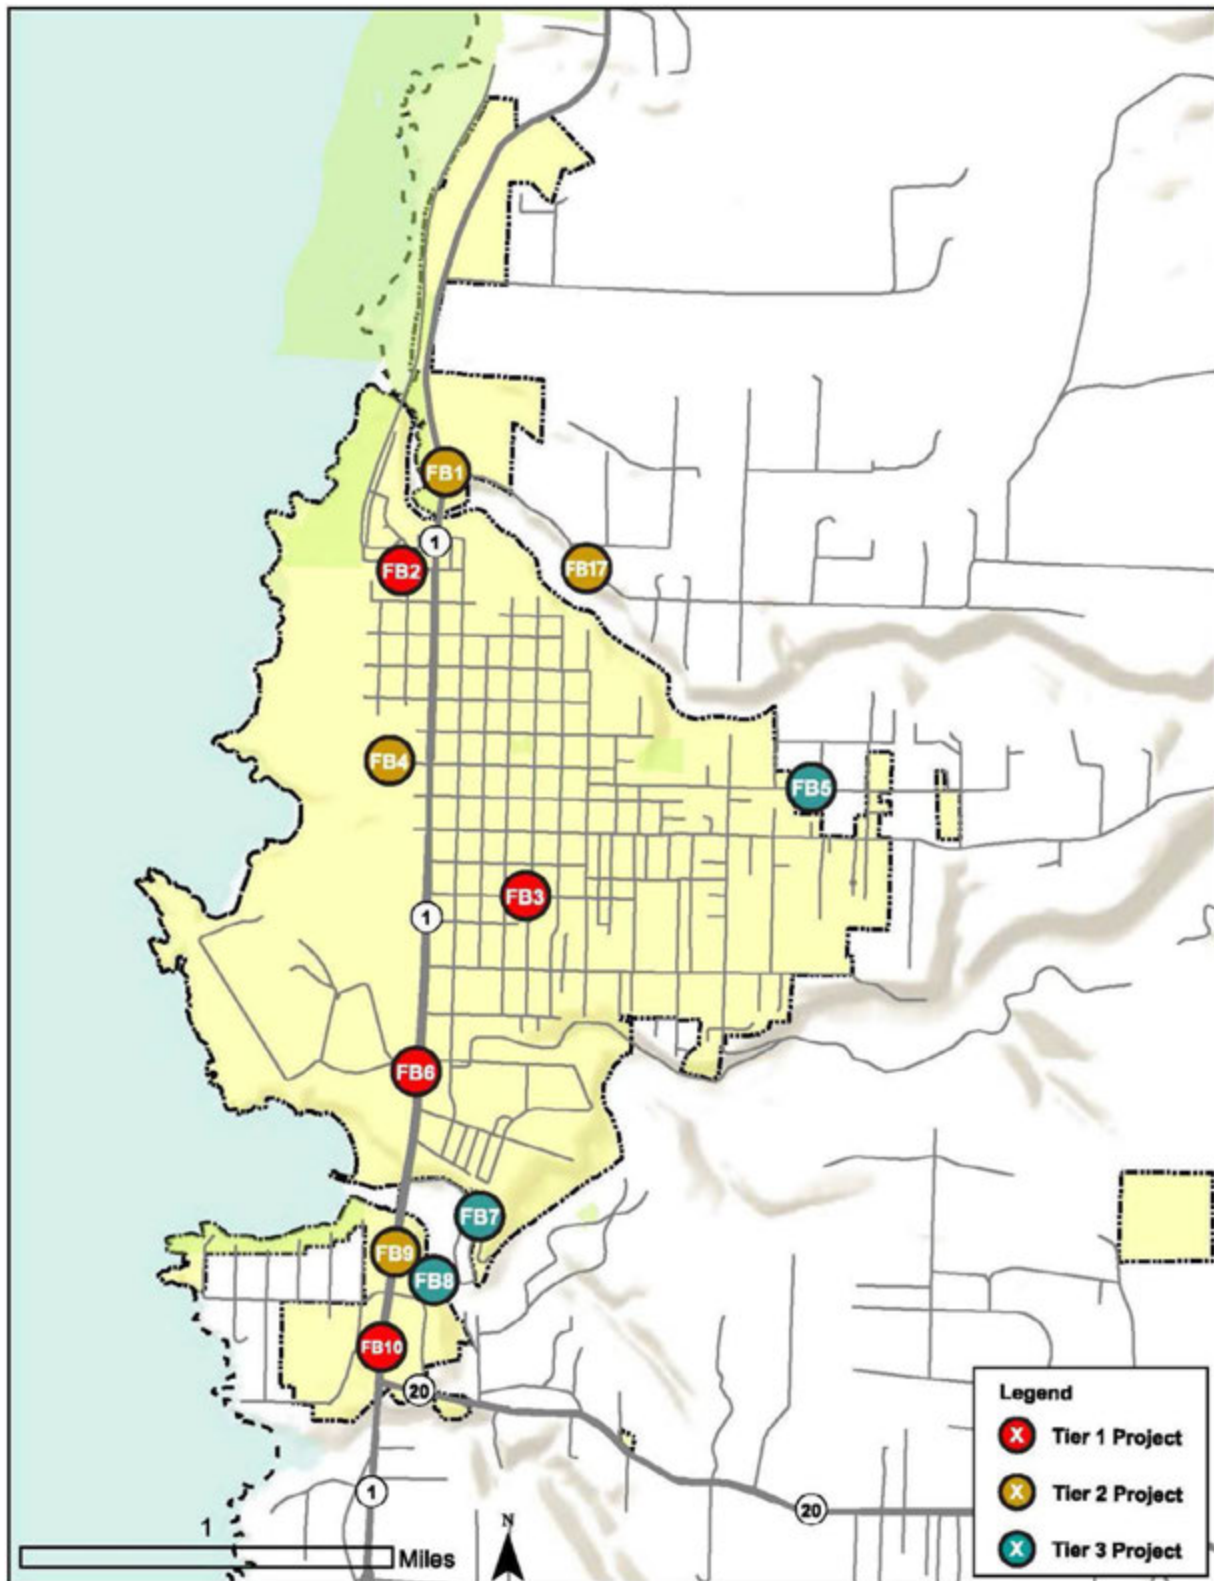 FB1
1
FB2
FB17
FB4
FB5
FB3
1
FB6
FB7
FB9
FB8
FB10
20
Legend
X Tier 1 Project
1
X Tier 2 Project
20
1
N
X Tier 3 Project
Miles